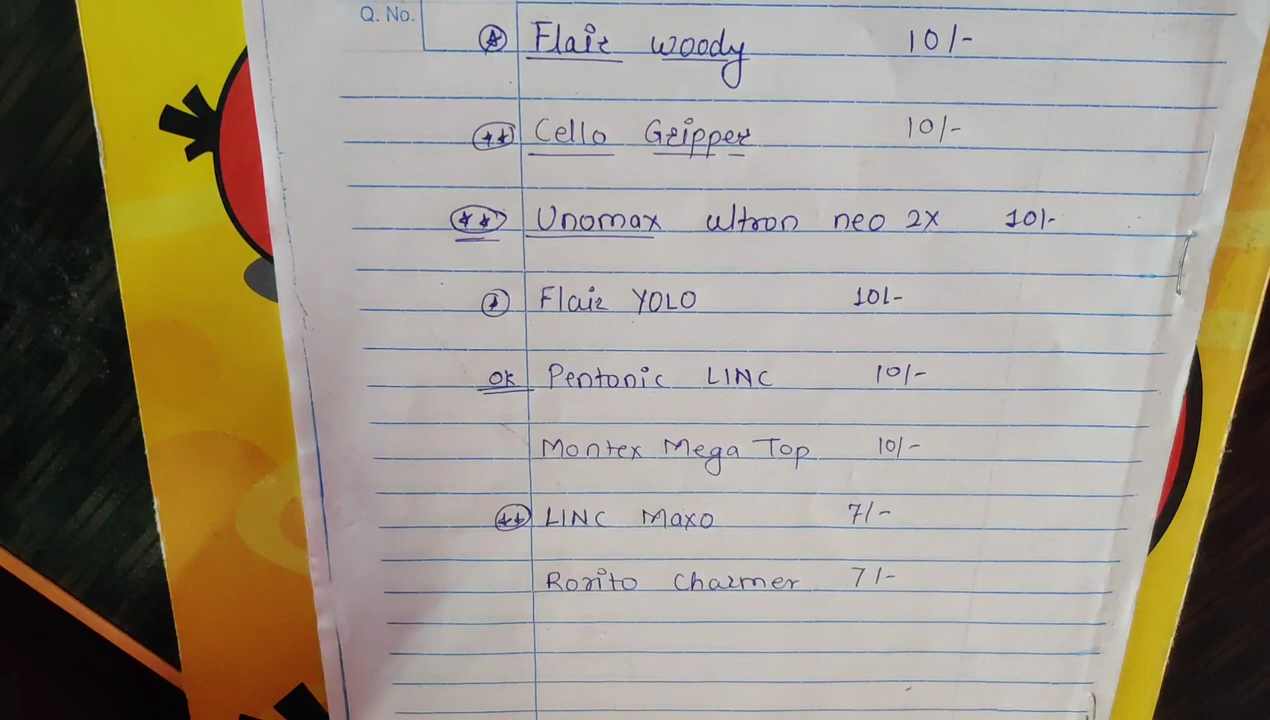 Q. No.
★ Flair woody 10/-
★★ Cello Gripper 10/-
★★ Unomax ultron neo 2X 10/-
★ Flair YOLO 10/-
OK Pentonic LINC 10/-
Montex Mega Top 10/-
★★ LINC Maxo 7/-
Rorito Charmer 7/-